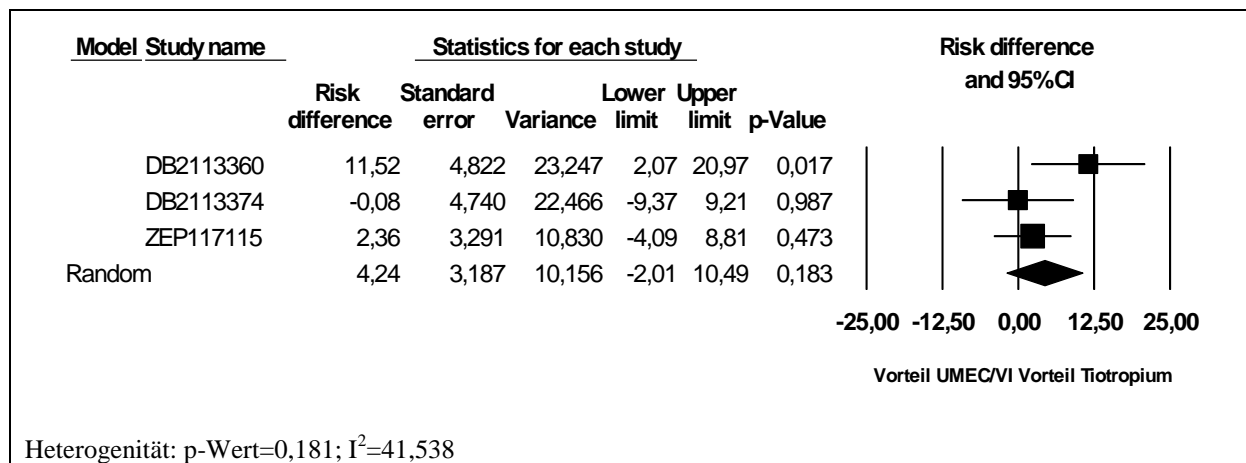 Model Study name Statistics for each study Risk difference
and 95%CI
Risk Standard Lower Upper
difference error Variance limit limit p-Value
DB2113360 11,52 4,822 23,247 2,07 20,97 0,017
DB2113374 -0,08 4,740 22,466 -9,37 9,21 0,987
ZEP117115 2,36 3,291 10,830 -4,09 8,81 0,473
Random 4,24 3,187 10,156 -2,01 10,49 0,183
-25,00 -12,50 0,00 12,50 25,00
Vorteil UMEC/VI Vorteil Tiotropium
Heterogenität: p-Wert=0,181; I²=41,538